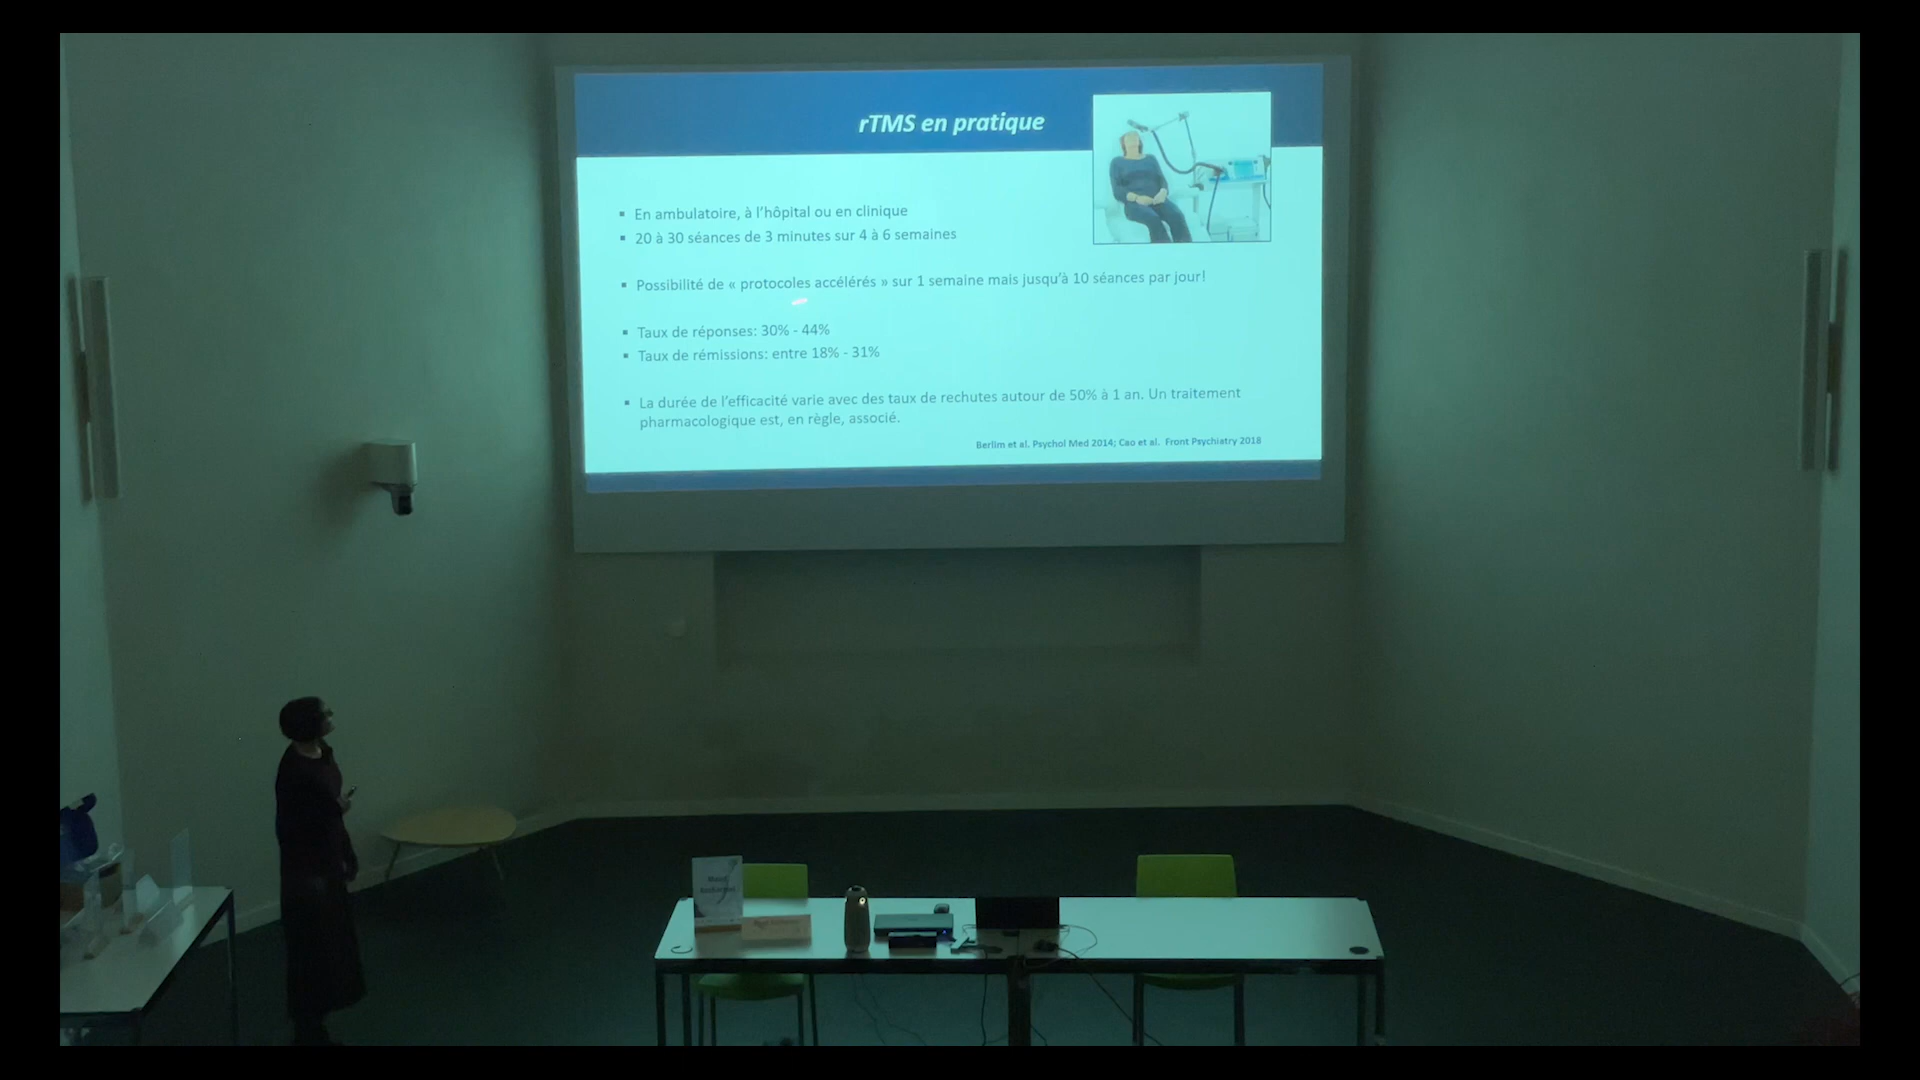 rTMS en pratique
▪ En ambulatoire, à l'hôpital ou en clinique
▪ 20 à 30 séances de 3 minutes sur 4 à 6 semaines
▪ Possibilité de « protocoles accélérés » sur 1 semaine mais jusqu'à 10 séances par jour!
▪ Taux de réponses: 30% - 44%
▪ Taux de rémissions: entre 18% - 31%
▪ La durée de l'efficacité varie avec des taux de rechutes autour de 50% à 1 an. Un traitement
pharmacologique est, en règle, associé.
Berlim et al. Psychol Med 2014; Cao et al. Front Psychiatry 2018